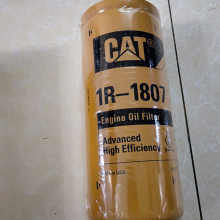 CAT
1R-1807
Engine Oil Filter
Advanced
High Efficiency